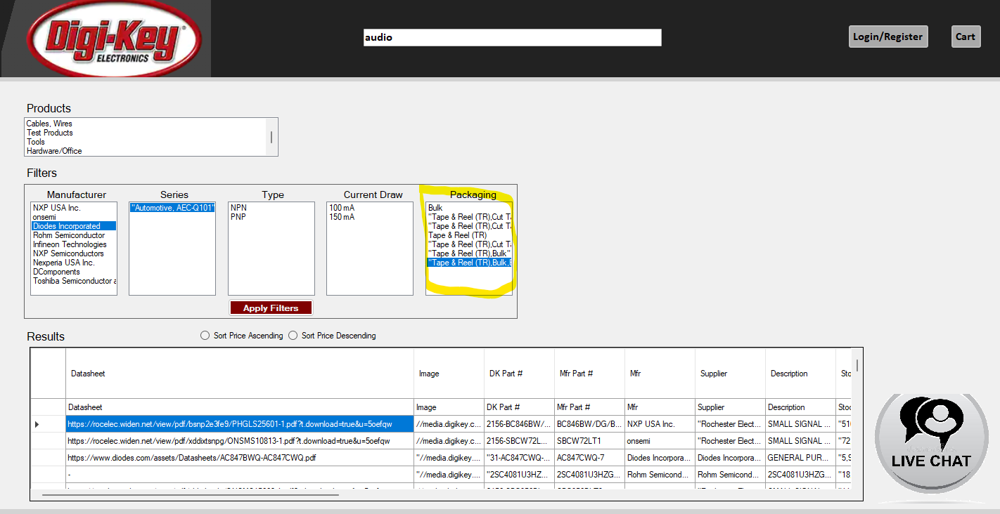 Digi-Key®
ELECTRONICS
audio
Login/Register
Cart
Products
Cables, Wires
Test Products
Tools
Hardware/Office
Filters
Manufacturer
NXP USA Inc.
onsemi
Diodes Incorporated
Rohm Semiconductor
Infineon Technologies
NXP Semiconductors
Nexperia USA Inc.
DComponents
Toshiba Semiconductor a
Series
"Automotive, AEC-Q101"
Type
NPN
PNP
Current Draw
100 mA
150 mA
Packaging
Bulk
"Tape & Reel (TR),Cut Ta
"Tape & Reel (TR),Cut Ta
Tape & Reel (TR)
"Tape & Reel (TR),Cut Ta
"Tape & Reel (TR),Bulk"
"Tape & Reel (TR),Bulk,B
Apply Filters
Results
Sort Price Ascending Sort Price Descending
Datasheet Image DK Part # Mfr Part # Mfr Supplier Description Sto
Datasheet Image DK Part # Mfr Part # Mfr Supplier Description Stoc
https://rocelec.widen.net/view/pdf/bsnp2e3fe9/PHGLS25601-1.pdf?t.download=true&u=5oefqw //media.digikey.c... 2156-BC846BW/... BC846BW/DG/B... NXP USA Inc. "Rochester Elect... SMALL SIGNAL ... "510
https://rocelec.widen.net/view/pdf/xddixtsnpg/ONSMS10813-1.pdf?t.download=true&u=5oefqw //media.digikey.c... 2156-SBCW72L... SBCW72LT1 onsemi "Rochester Elect... SMALL SIGNAL ... "72
https://www.diodes.com/assets/Datasheets/AC847BWQ-AC847CWQ.pdf "//media.digikey.... "31-AC847CWQ-... AC847CWQ-7 Diodes Incorpora... Diodes Incorpora... GENERAL PUR... "5,9
- "//media.digikey.... "2SC4081U3HZ... 2SC4081U3HZG... Rohm Semicond... Rohm Semicond... 2SC4081U3HZG... "18
LIVE CHAT